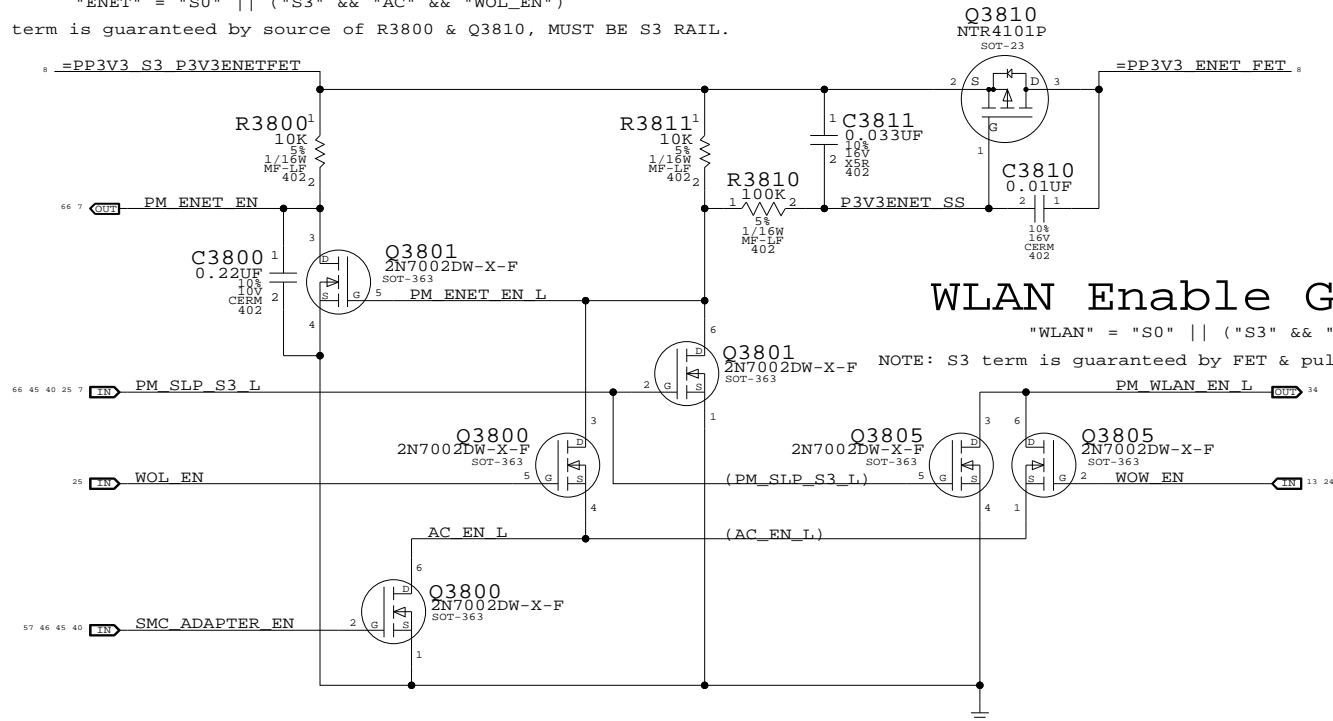 "ENET" = "S0" || ("S3" && "AC" && "WOL_EN")
term is guaranteed by source of R3800 & Q3810, MUST BE S3 RAIL.
Q3810
NTR4101P
SOT-23
8 =PP3V3_S3_P3V3ENETFET
=PP3V3_ENET_FET 8
2 S D 3
G
1
R3800 1
10K
5%
1/16W
MF-LF
402 2
R3811 1
10K
5%
1/16W
MF-LF
402 2
1 C3811
0.033UF
10%
16V
2 X5R
402
C3810
0.01UF
2 1
10%
16V
CERM
402
R3810
100K
1 2
5%
1/16W
MF-LF
402
P3V3ENET_SS
66 7 OUT PM_ENET_EN
C3800 1
0.22UF
10%
10V 2
CERM
402
3
D
S G 5
4
Q3801
2N7002DW-X-F
SOT-363
PM_ENET_EN_L
WLAN Enable G
"WLAN" = "S0" || ("S3" && "
NOTE: S3 term is guaranteed by FET & pul
6
D
2 G S
1
Q3801
2N7002DW-X-F
SOT-363
66 45 40 25 7 IN PM_SLP_S3_L
PM_WLAN_EN_L OUT 34
Q3800
2N7002DW-X-F
SOT-363
3
D
5 G S
4
Q3805
2N7002DW-X-F
SOT-363
3
D
5 G S
4
6
D
S G 2
1
Q3805
2N7002DW-X-F
SOT-363
25 IN WOL_EN
(PM_SLP_S3_L)
WOW_EN IN 13 24
AC_EN_L
(AC_EN_L)
6
D
2 G S
1
Q3800
2N7002DW-X-F
SOT-363
57 46 45 40 IN SMC_ADAPTER_EN